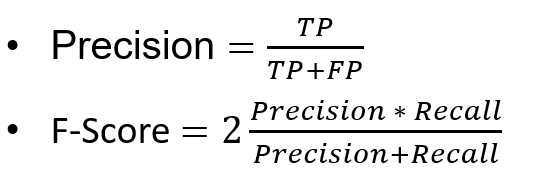 • Precision = TP / TP+FP
• F-Score = 2 Precision * Recall / Precision+Recall